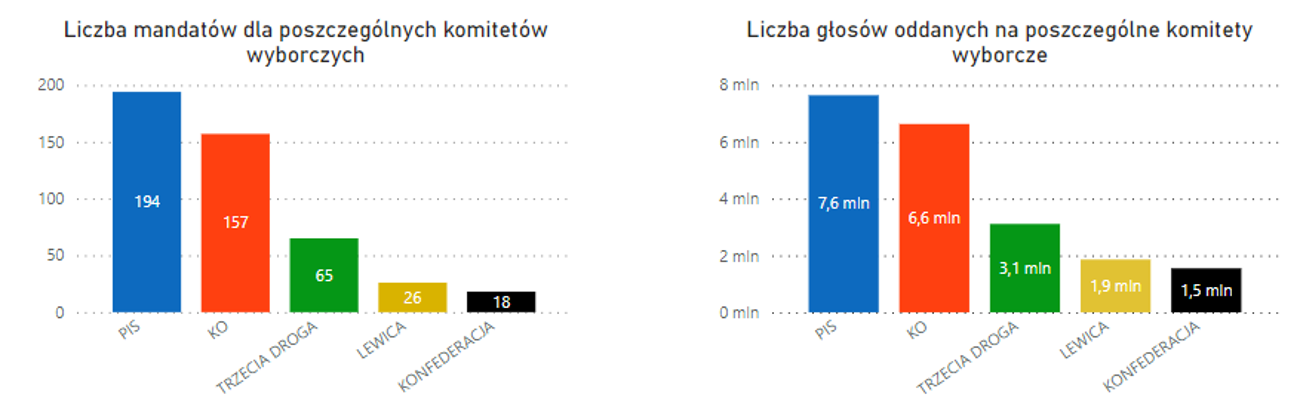 Liczba mandatów dla poszczególnych komitetów
wyborczych
200
150
100
50
0
194
157
65
26
18
PIS
KO
TRZECIA DROGA
LEWICA
KONFEDERACJA
Liczba głosów oddanych na poszczególne komitety
wyborcze
8 mln
6 mln
4 mln
2 mln
0 mln
7,6 mln
6,6 mln
3,1 mln
1,9 mln
1,5 mln
PIS
KO
TRZECIA DROGA
LEWICA
KONFEDERACJA